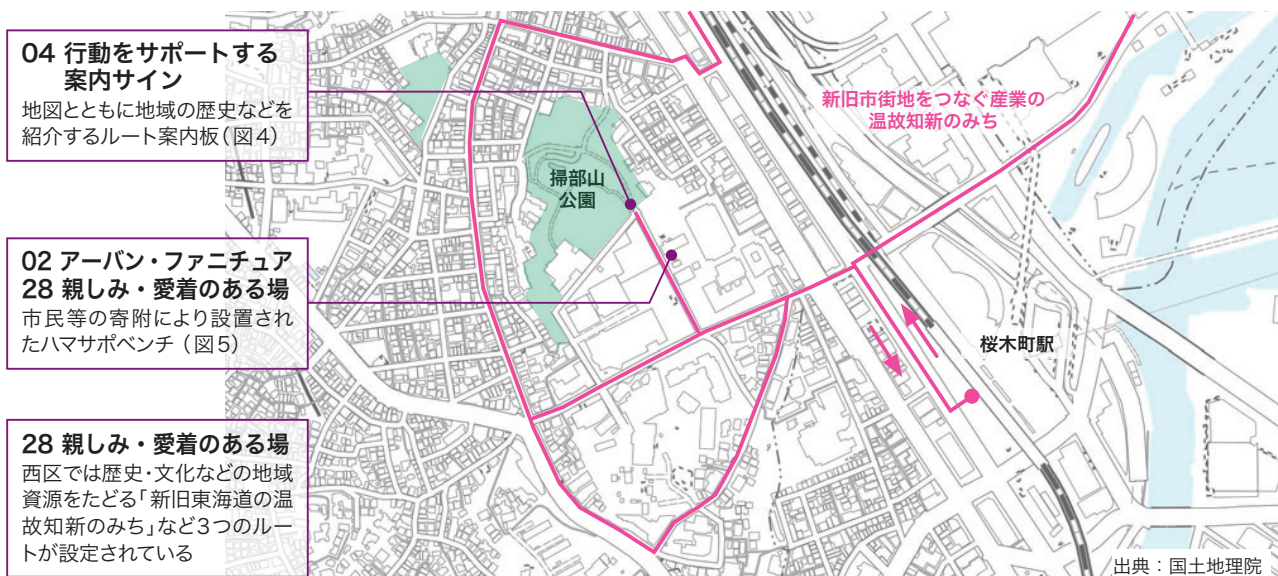 04 行動をサポートする
案内サイン
地図とともに地域の歴史などを
紹介するルート案内板（図4）
02 アーバン・ファニチュア
28 親しみ・愛着のある場
市民等の寄附により設置され
たハマサポベンチ（図5）
28 親しみ・愛着のある場
西区では歴史・文化などの地域
資源をたどる「新旧東海道の温
故知新のみち」など3つのルー
トが設定されている
掃部山
公園
新旧市街地をつなぐ産業の
温故知新のみち
桜木町駅
出典：国土地理院